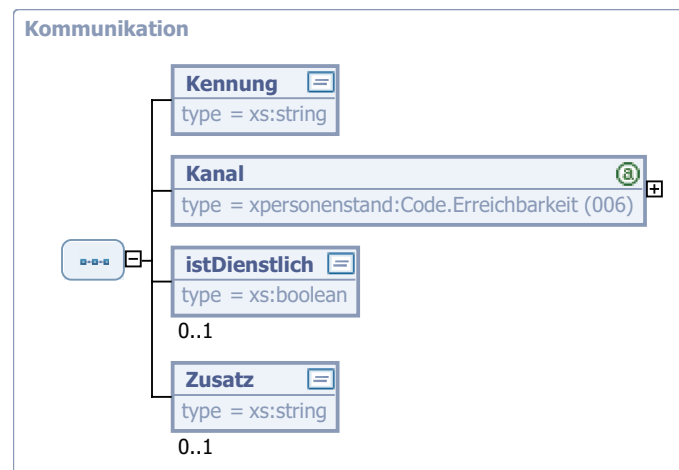 Kommunikation
Kennung
type = xs:string
Kanal
type = xpersonenstand:Code.Erreichbarkeit (006)
istDienstlich
type = xs:boolean
0..1
Zusatz
type = xs:string
0..1